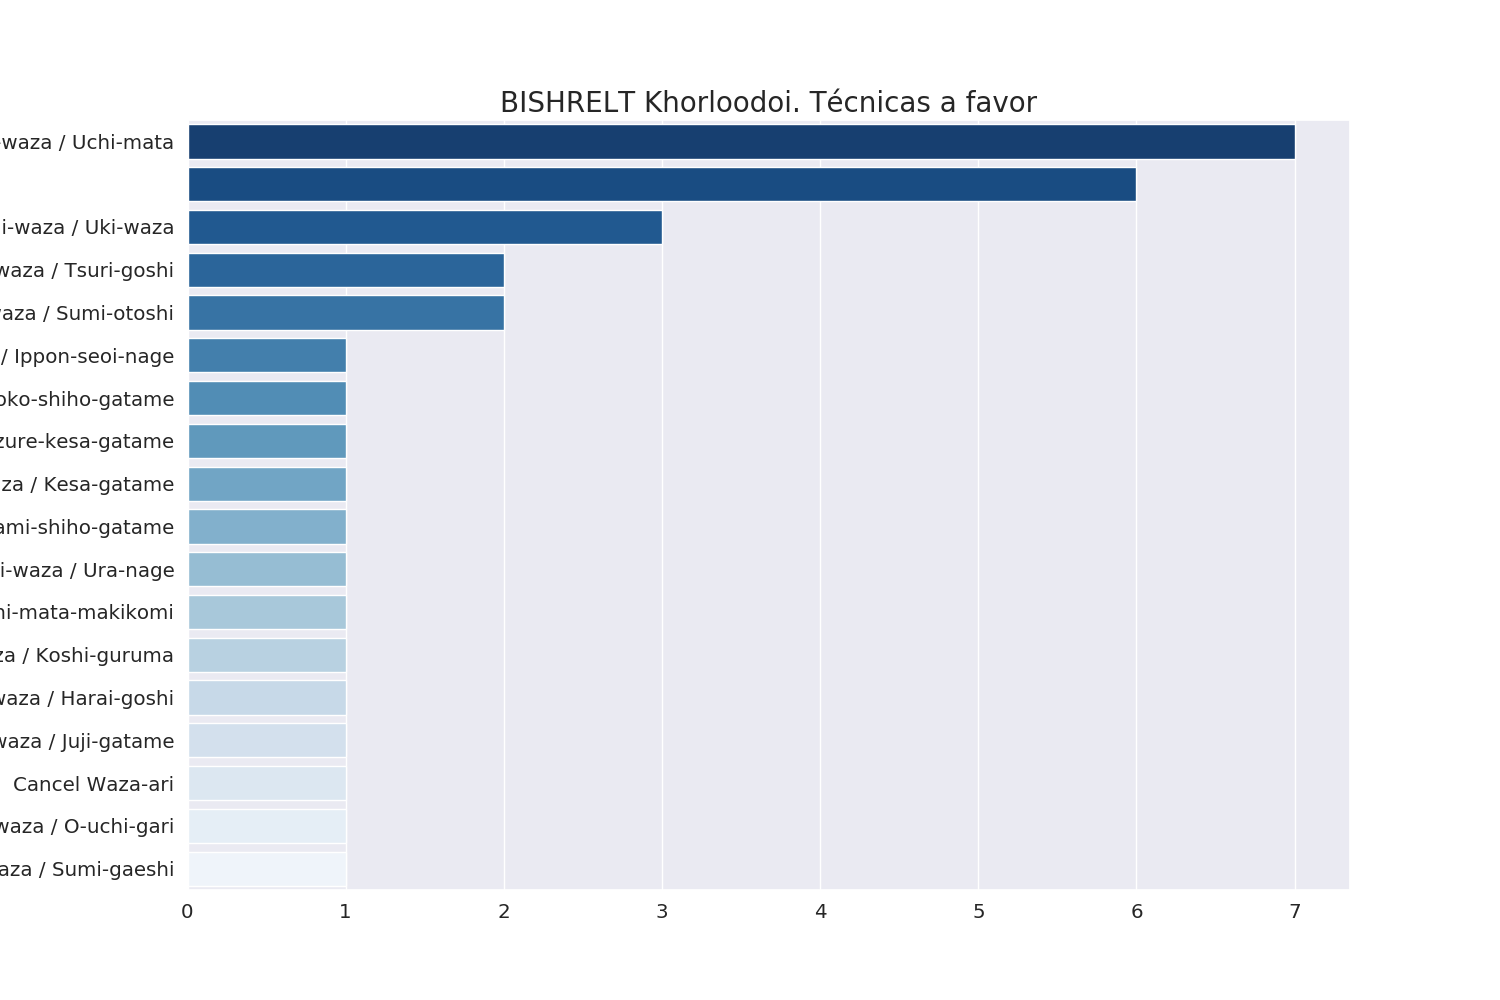 BISHRELT Khorloodoi. Técnicas a favor
-waza / Uchi-mata
i-waza / Uki-waza
waza / Tsuri-goshi
aza / Sumi-otoshi
/ Ippon-seoi-nage
oko-shiho-gatame
zure-kesa-gatame
za / Kesa-gatame
ami-shiho-gatame
i-waza / Ura-nage
hi-mata-makikomi
za / Koshi-guruma
waza / Harai-goshi
waza / Juji-gatame
Cancel Waza-ari
waza / O-uchi-gari
aza / Sumi-gaeshi
0 1 2 3 4 5 6 7